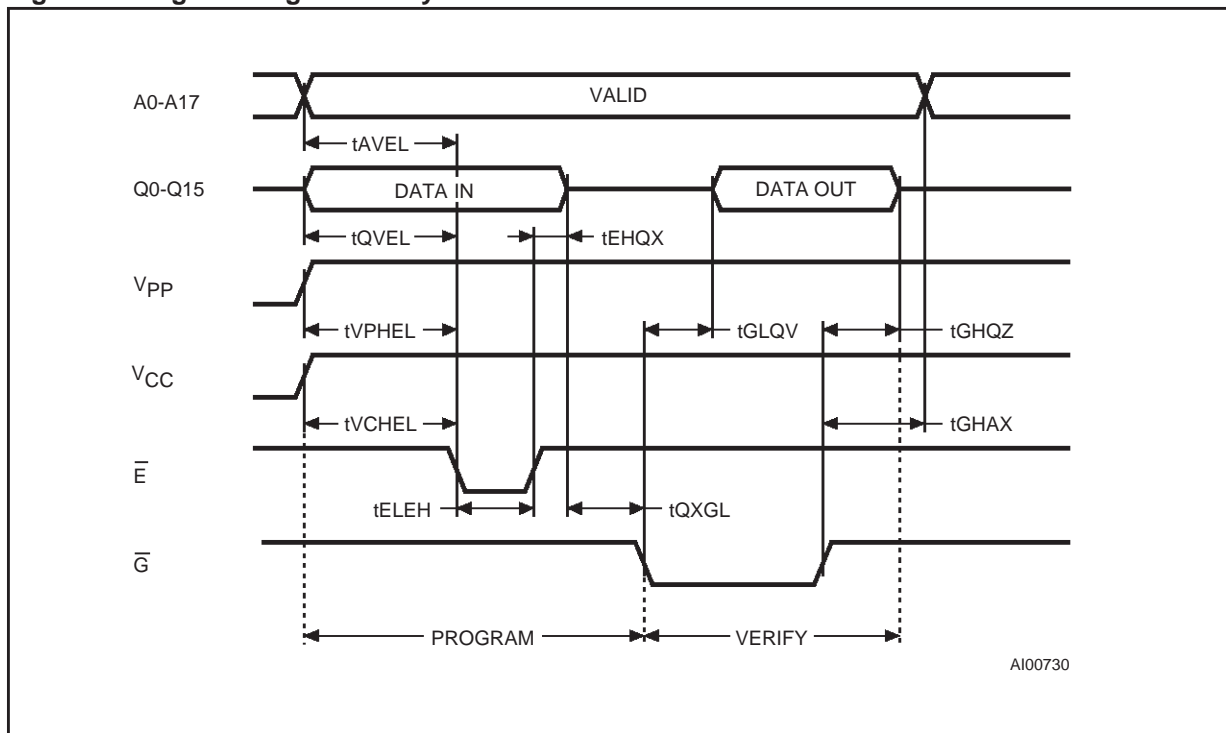 A0-A17
VALID
tAVEL
Q0-Q15
DATA IN
DATA OUT
tQVEL
tEHQX
VPP
tVPHEL
tGLQV
tGHQZ
VCC
tVCHEL
tGHAX
E̅
tELEH
tQXGL
G̅
PROGRAM
VERIFY
AI00730